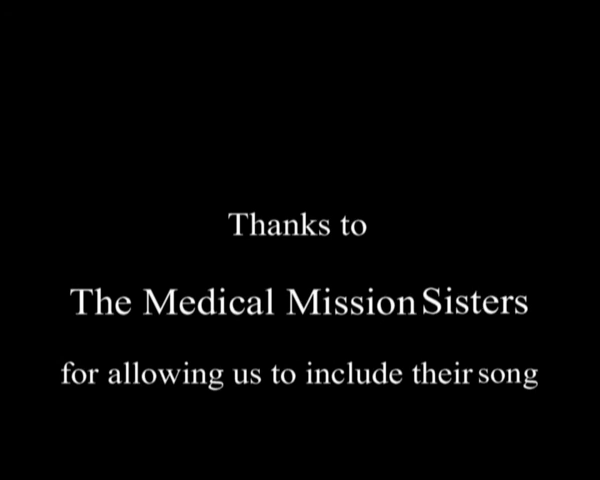 Thanks to
The Medical Mission Sisters
for allowing us to include their song